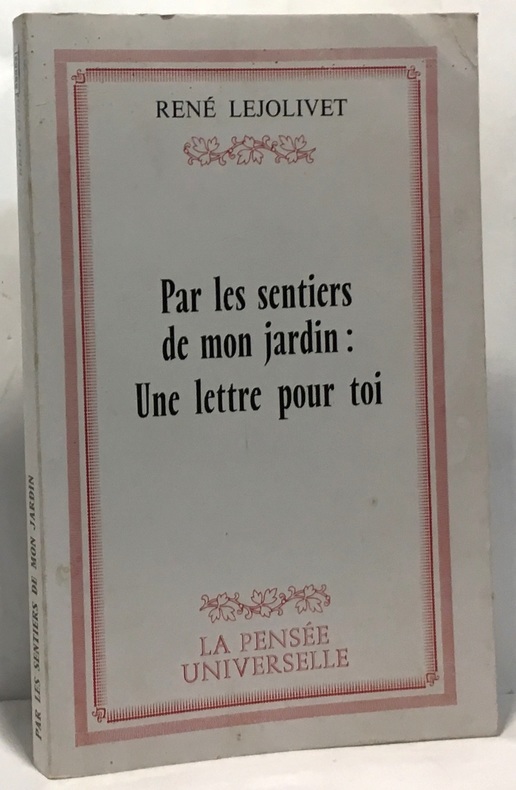 RENÉ LEJOLIVET
Par les sentiers
de mon jardin :
Une lettre pour toi
LA PENSÉE
UNIVERSELLE
PAR LES SENTIERS DE MON JARDIN